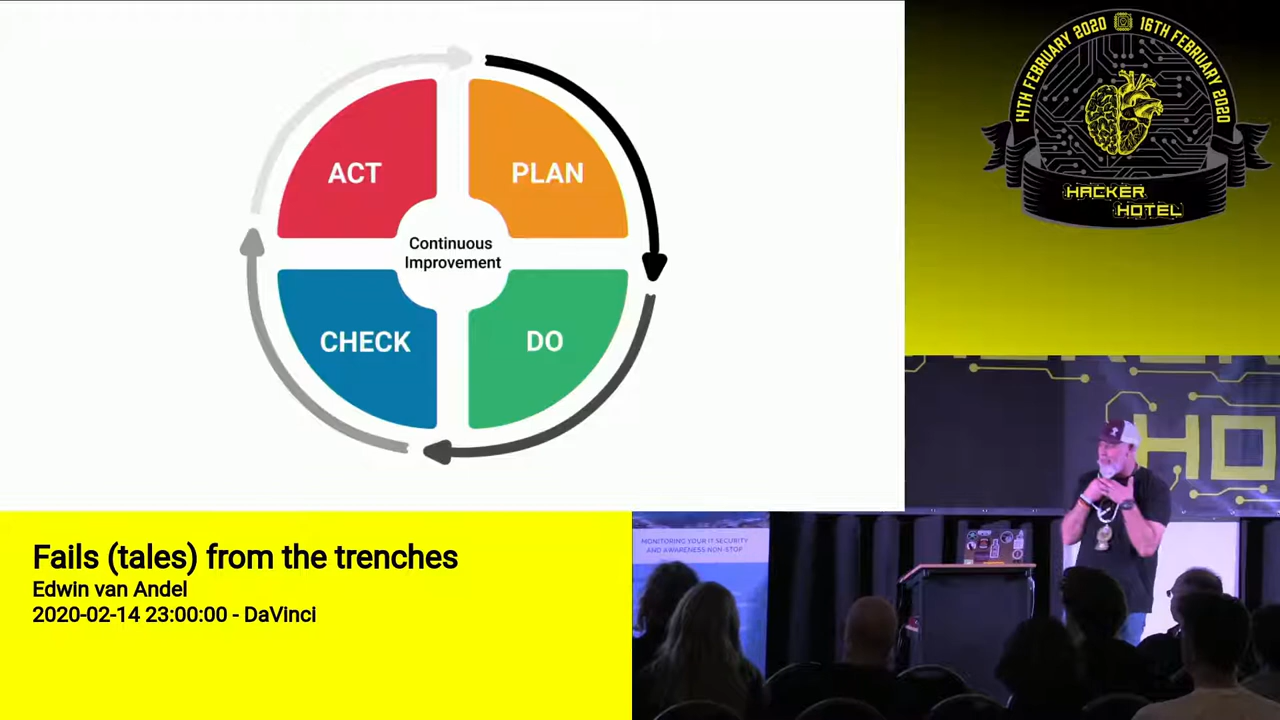 ACT
PLAN
Continuous
Improvement
CHECK
DO
14TH FEBRUARY 2020
16TH FEBRUARY 2020
HACKER
HOTEL
HO
MONITORING YOUR IT SECURITY
AND AWARENESS NON-STOP
Fails (tales) from the trenches
Edwin van Andel
2020-02-14 23:00:00 - DaVinci